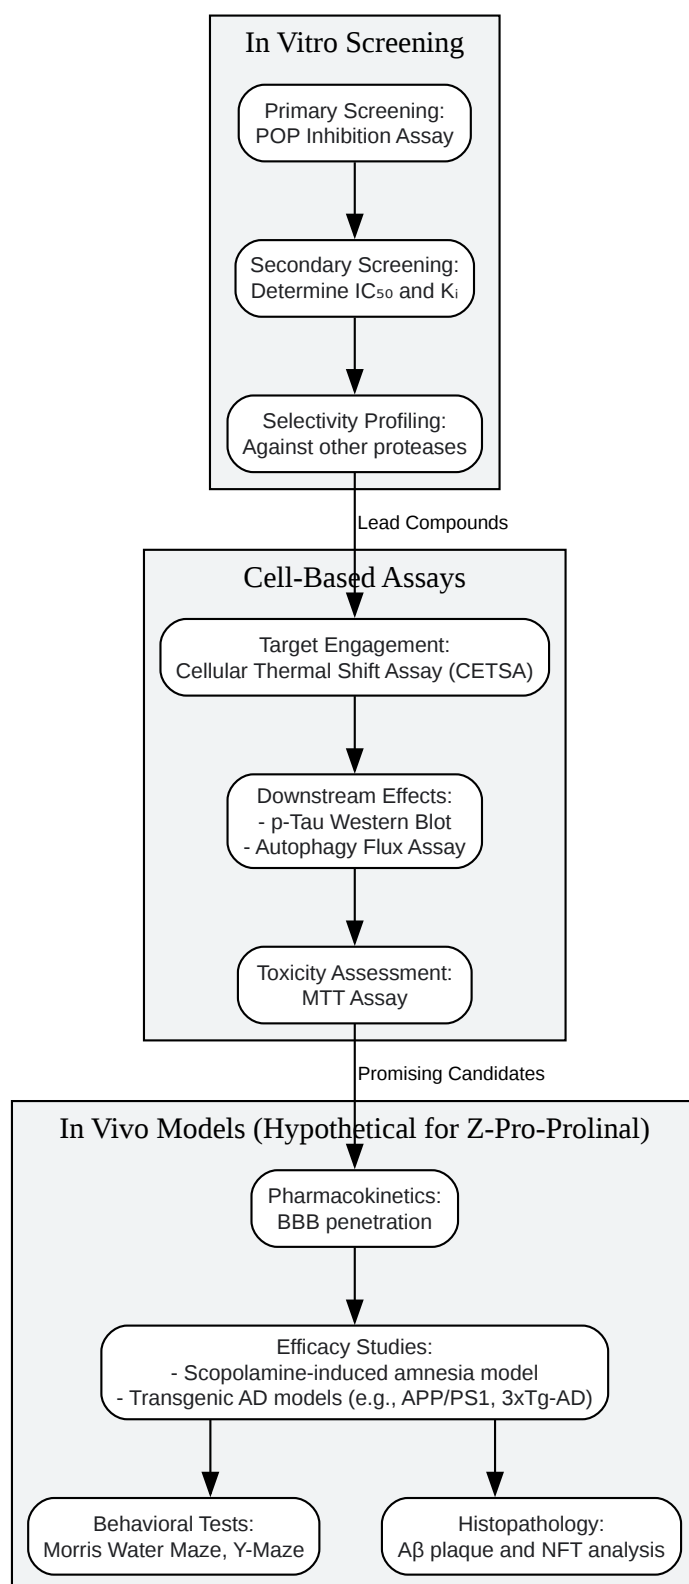 In Vitro Screening
Primary Screening:
POP Inhibition Assay
Secondary Screening:
Determine IC₅₀ and Kᵢ
Selectivity Profiling:
Against other proteases
Lead Compounds
Cell-Based Assays
Target Engagement:
Cellular Thermal Shift Assay (CETSA)
Downstream Effects:
- p-Tau Western Blot
- Autophagy Flux Assay
Toxicity Assessment:
MTT Assay
Promising Candidates
In Vivo Models (Hypothetical for Z-Pro-Prolinal)
Pharmacokinetics:
BBB penetration
Efficacy Studies:
- Scopolamine-induced amnesia model
- Transgenic AD models (e.g., APP/PS1, 3xTg-AD)
Behavioral Tests:
Morris Water Maze, Y-Maze
Histopathology:
Aβ plaque and NFT analysis